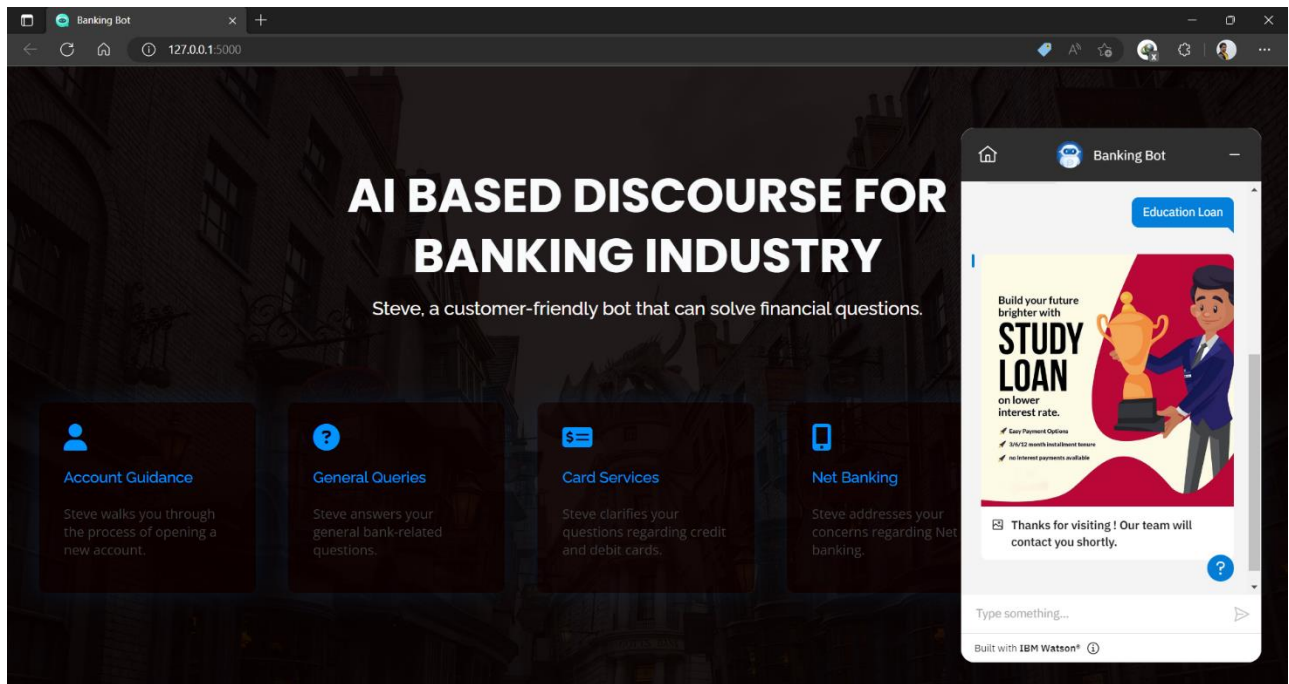 Banking Bot
127.0.0.1:5000
AI BASED DISCOURSE FOR
BANKING INDUSTRY
Steve, a customer-friendly bot that can solve financial questions.
Account Guidance
Steve walks you through
the process of opening a
new account.
General Queries
Steve answers your
general bank-related
questions.
Card Services
Steve clarifies your
questions regarding credit
and debit cards.
Net Banking
Steve addresses your
concerns regarding Net
banking.
Banking Bot
Education Loan
Build your future
brighter with
STUDY
LOAN
on lower
interest rate.
Easy Payment Options
3/6/12 month installment tenure
no interest payments available
Thanks for visiting ! Our team will
contact you shortly.
?
Type something...
Built with IBM Watson®